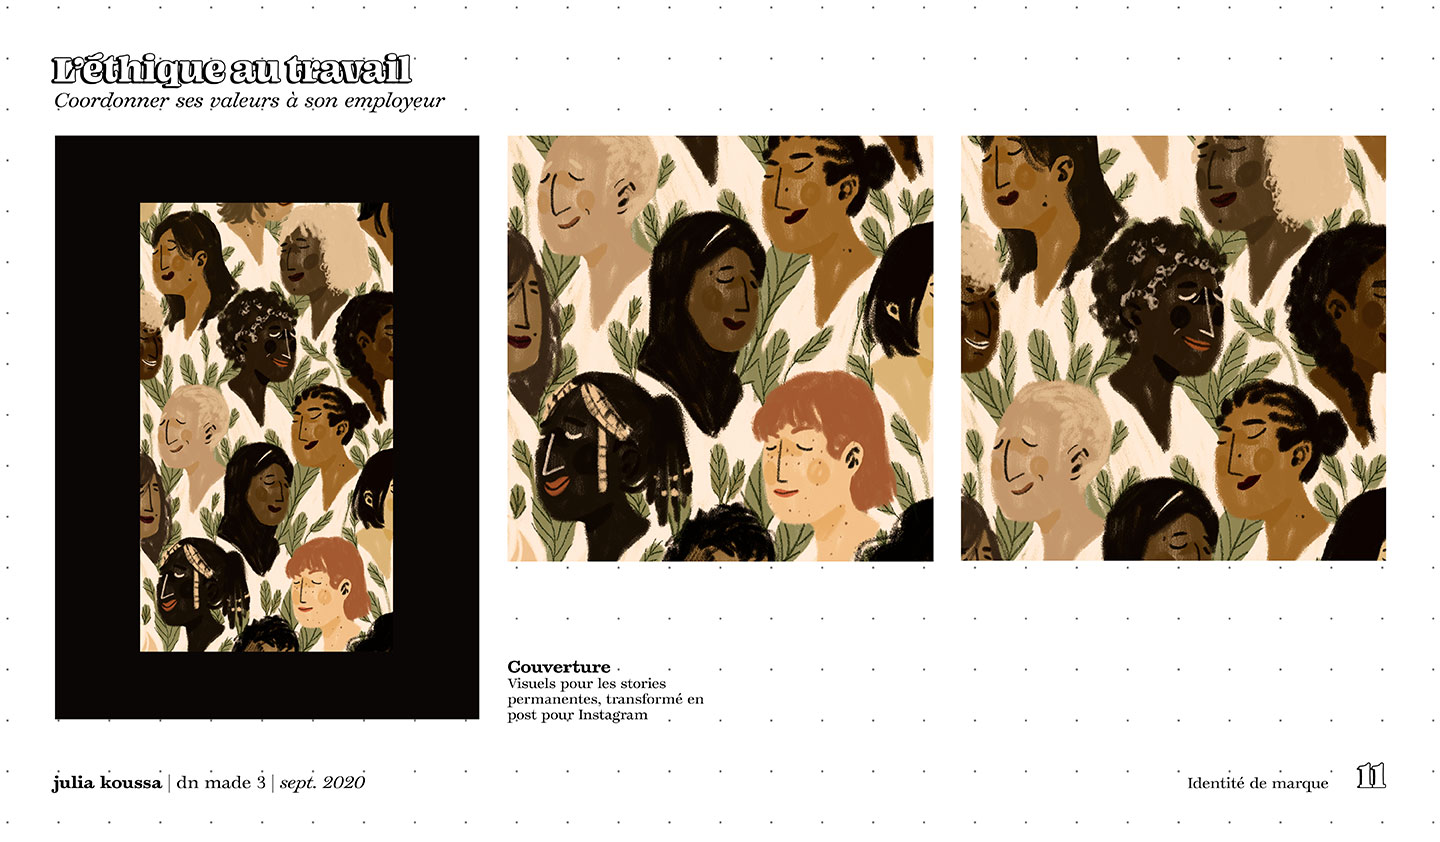 L'éthique au travail
Coordonner ses valeurs à son employeur
Couverture
Visuels pour les stories
permanentes, transformé en
post pour Instagram
julia koussa | dn made 3 | sept. 2020
Identité de marque 11